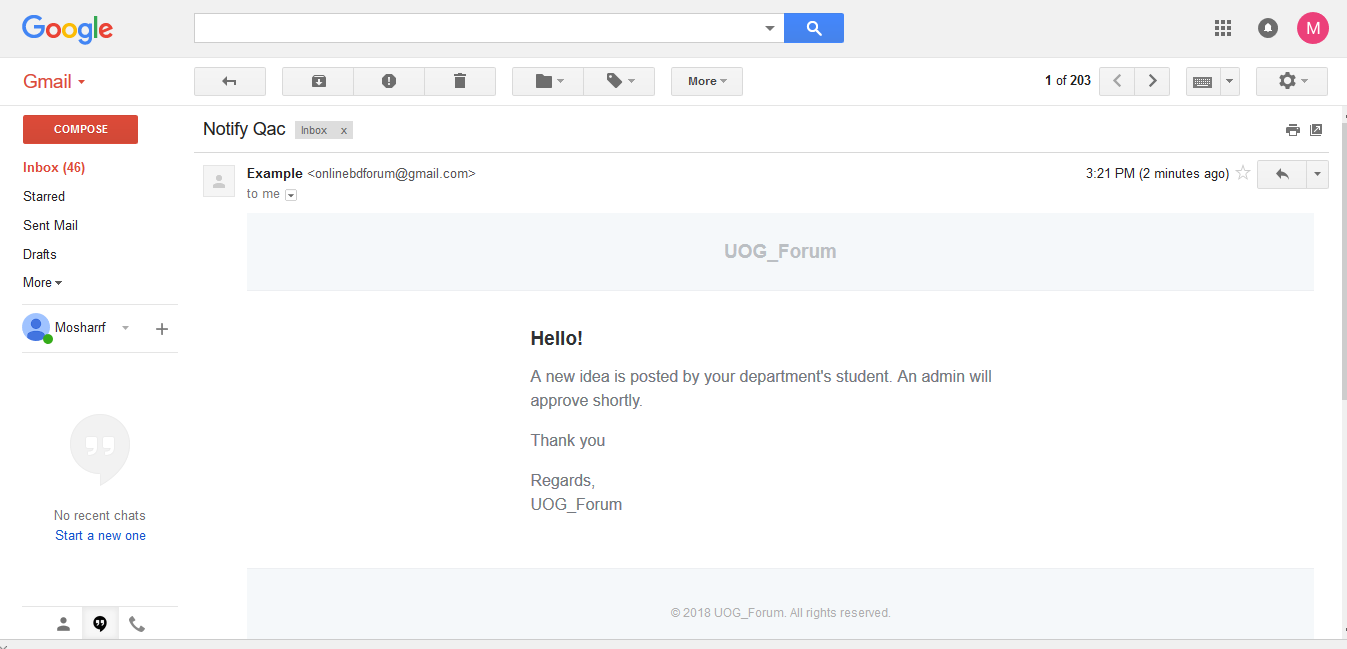 Google
M
Gmail
More
1 of 203
COMPOSE
Notify Qac Inbox x
Inbox (46)
Starred
Sent Mail
Drafts
More
Mosharrf
No recent chats
Start a new one
Example <onlinebdforum@gmail.com>
3:21 PM (2 minutes ago)
to me
UOG_Forum
Hello!
A new idea is posted by your department's student. An admin will
approve shortly.
Thank you
Regards,
UOG_Forum
© 2018 UOG_Forum. All rights reserved.